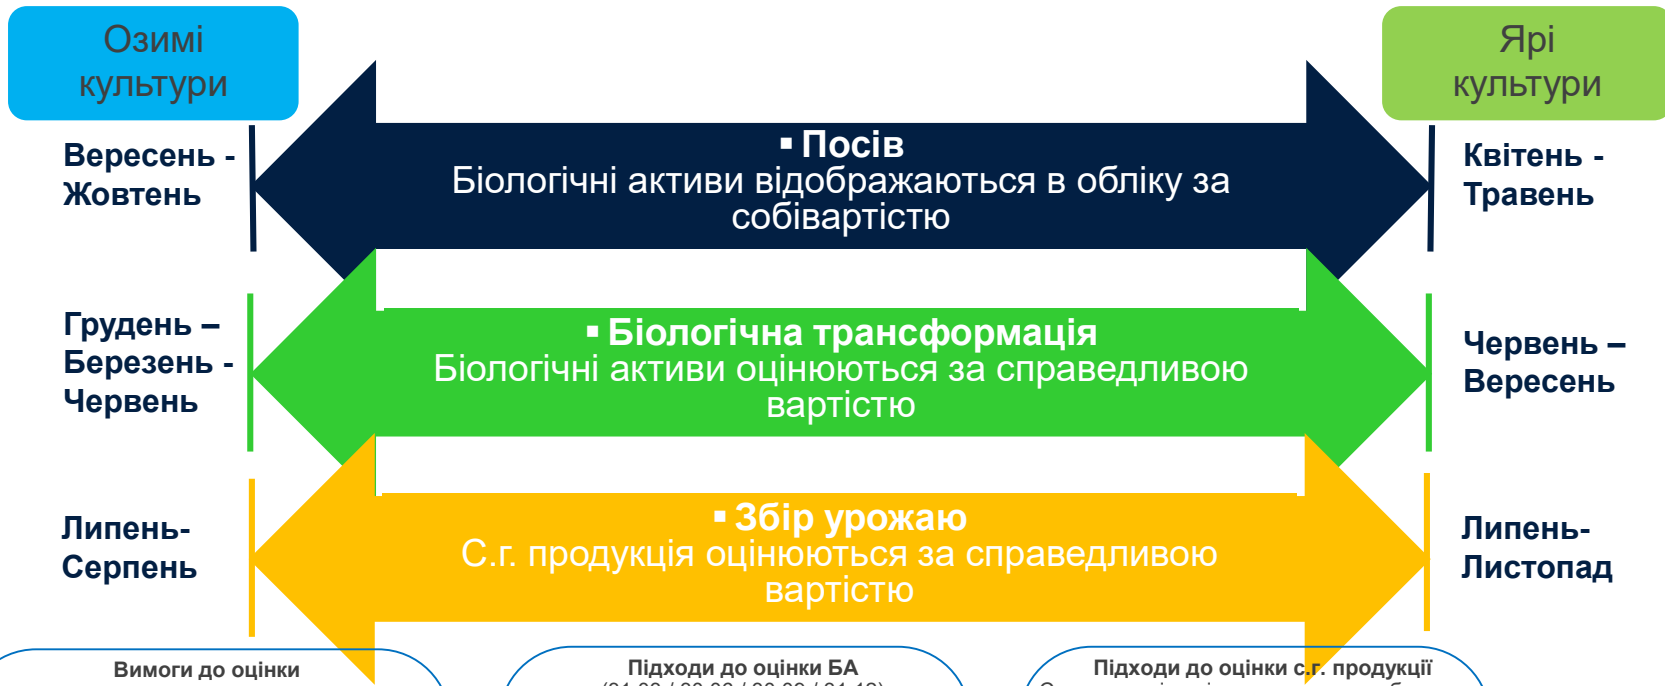 Озимі
культури
Ярі
культури
Вересень -
Жовтень
▪ Посів
Біологічні активи відображаються в обліку за
собівартістю
Квітень -
Травень
Грудень –
Березень -
Червень
▪ Біологічна трансформація
Біологічні активи оцінюються за справедливою
вартістю
Червень –
Вересень
Липень-
Серпень
▪ Збір урожаю
С.г. продукція оцінюються за справедливою
вартістю
Липень-
Листопад
Вимоги до оцінки
Підходи до оцінки БА
Підходи до оцінки с.г. продукції